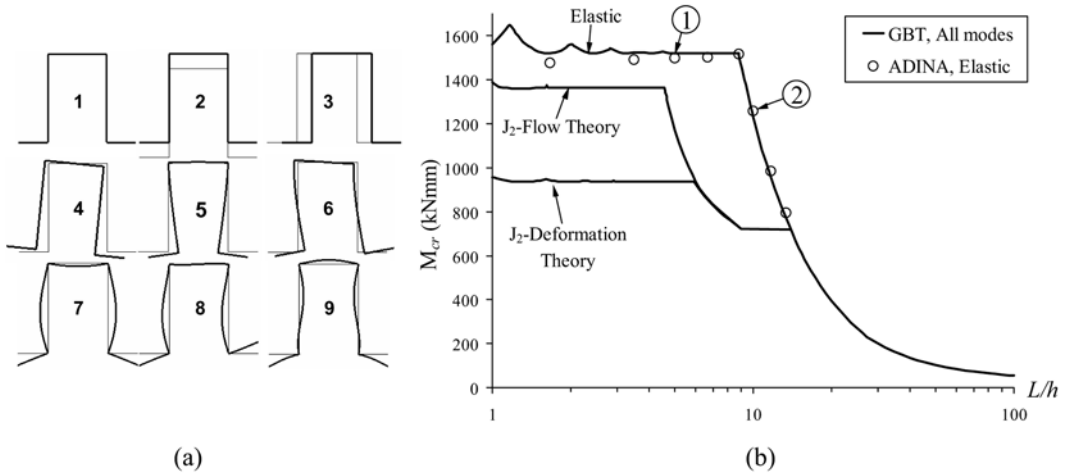 1 2 3
4 5 6
7 8 9
(a)
M_cr (kNmm)
1600
1400
1200
1000
800
600
400
200
0
1
10
100
L/h
Elastic
1
2
J₂-Flow Theory
J₂-Deformation
Theory
GBT, All modes
ADINA, Elastic
(b)